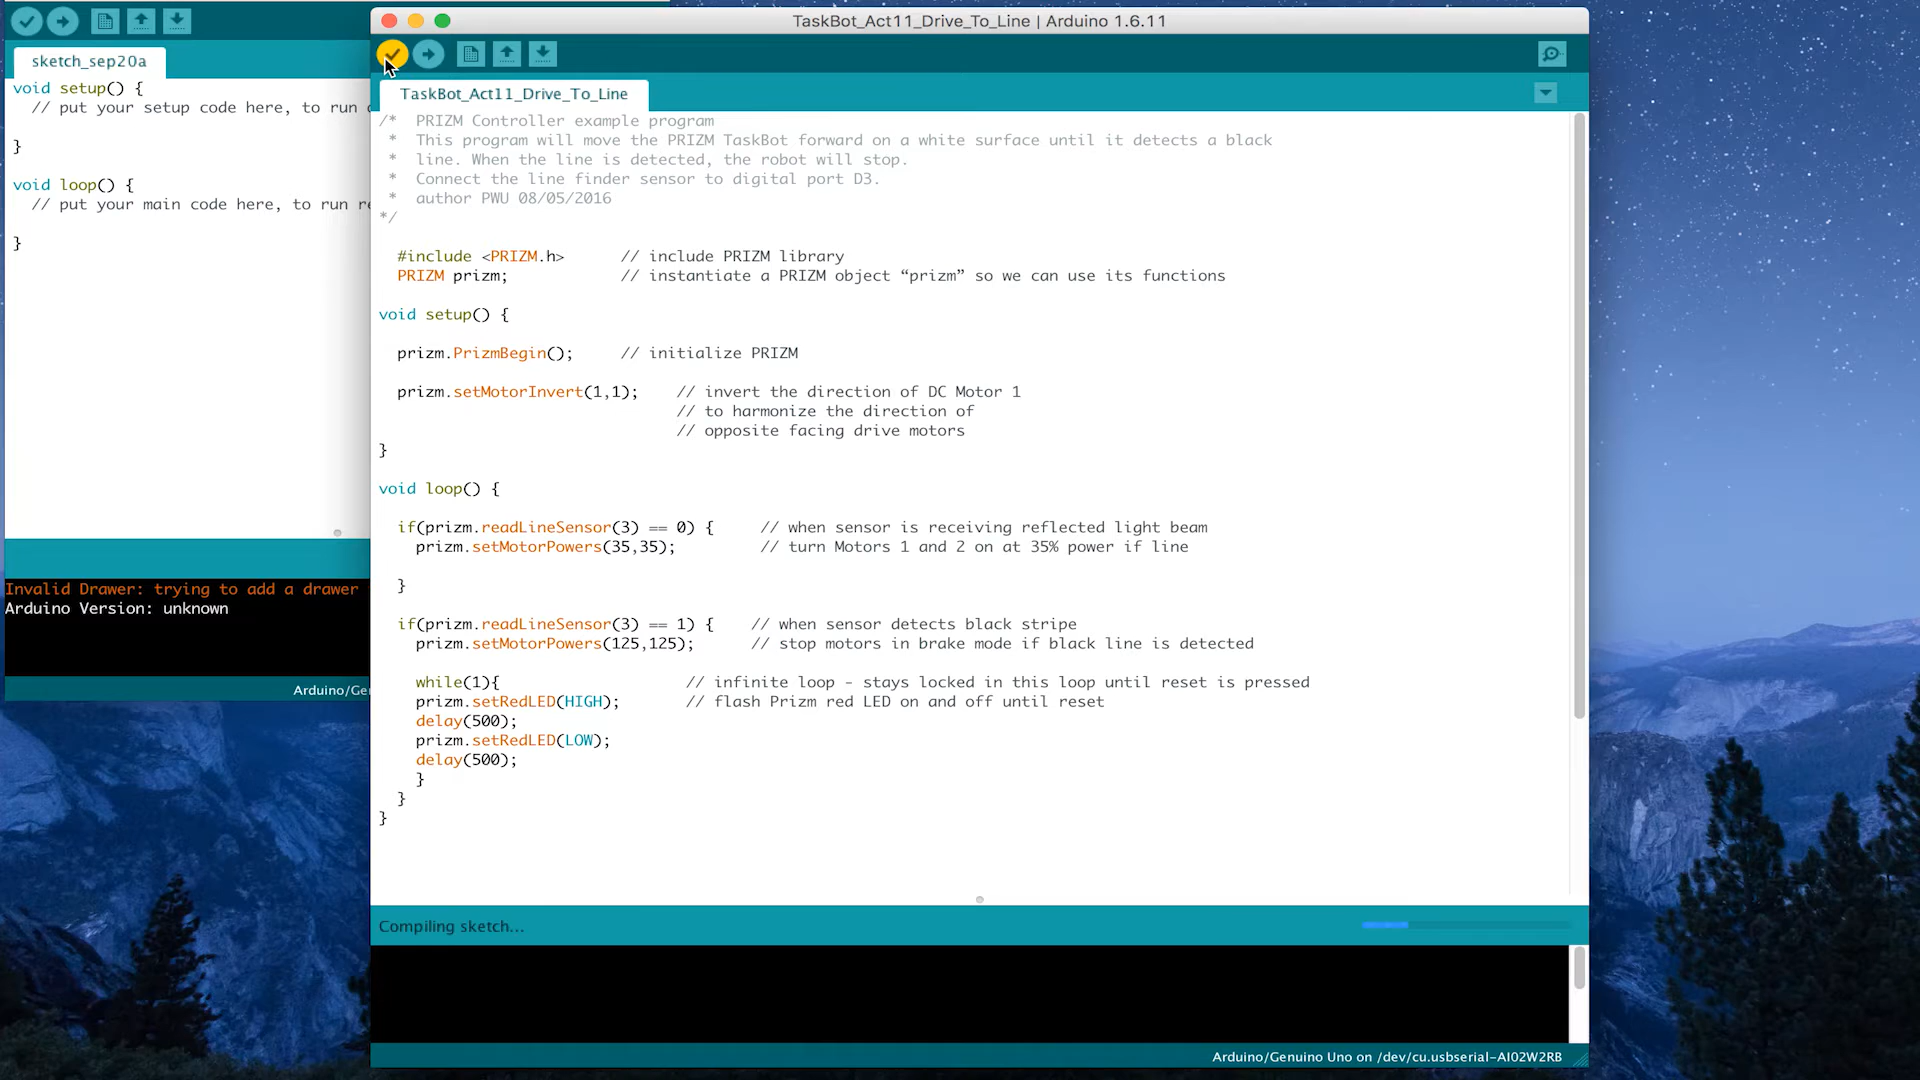 sketch_sep20a
void setup() {
// put your setup code here, to run
}
void loop() {
// put your main code here, to run
}
Invalid Drawer: trying to add a drawer
Arduino Version: unknown
Arduino/Ge
TaskBot_Act11_Drive_To_Line | Arduino 1.6.11
TaskBot_Act11_Drive_To_Line
/* PRIZM Controller example program
* This program will move the PRIZM TaskBot forward on a white surface until it detects a black
* line. When the line is detected, the robot will stop.
* Connect the line finder sensor to digital port D3.
* author PWU 08/05/2016
*/
#include <PRIZM.h> // include PRIZM library
PRIZM prizm; // instantiate a PRIZM object “prizm” so we can use its functions
void setup() {
prizm.PrizmBegin(); // initialize PRIZM
prizm.setMotorInvert(1,1); // invert the direction of DC Motor 1
// to harmonize the direction of
// opposite facing drive motors
}
void loop() {
if(prizm.readLineSensor(3) == 0) { // when sensor is receiving reflected light beam
prizm.setMotorPowers(35,35); // turn Motors 1 and 2 on at 35% power if line
}
if(prizm.readLineSensor(3) == 1) { // when sensor detects black stripe
prizm.setMotorPowers(125,125); // stop motors in brake mode if black line is detected
while(1){ // infinite loop - stays locked in this loop until reset is pressed
prizm.setRedLED(HIGH); // flash Prizm red LED on and off until reset
delay(500);
prizm.setRedLED(LOW);
delay(500);
}
}
}
Compiling sketch...
Arduino/Genuino Uno on /dev/cu.usbserial-AI02W2RB